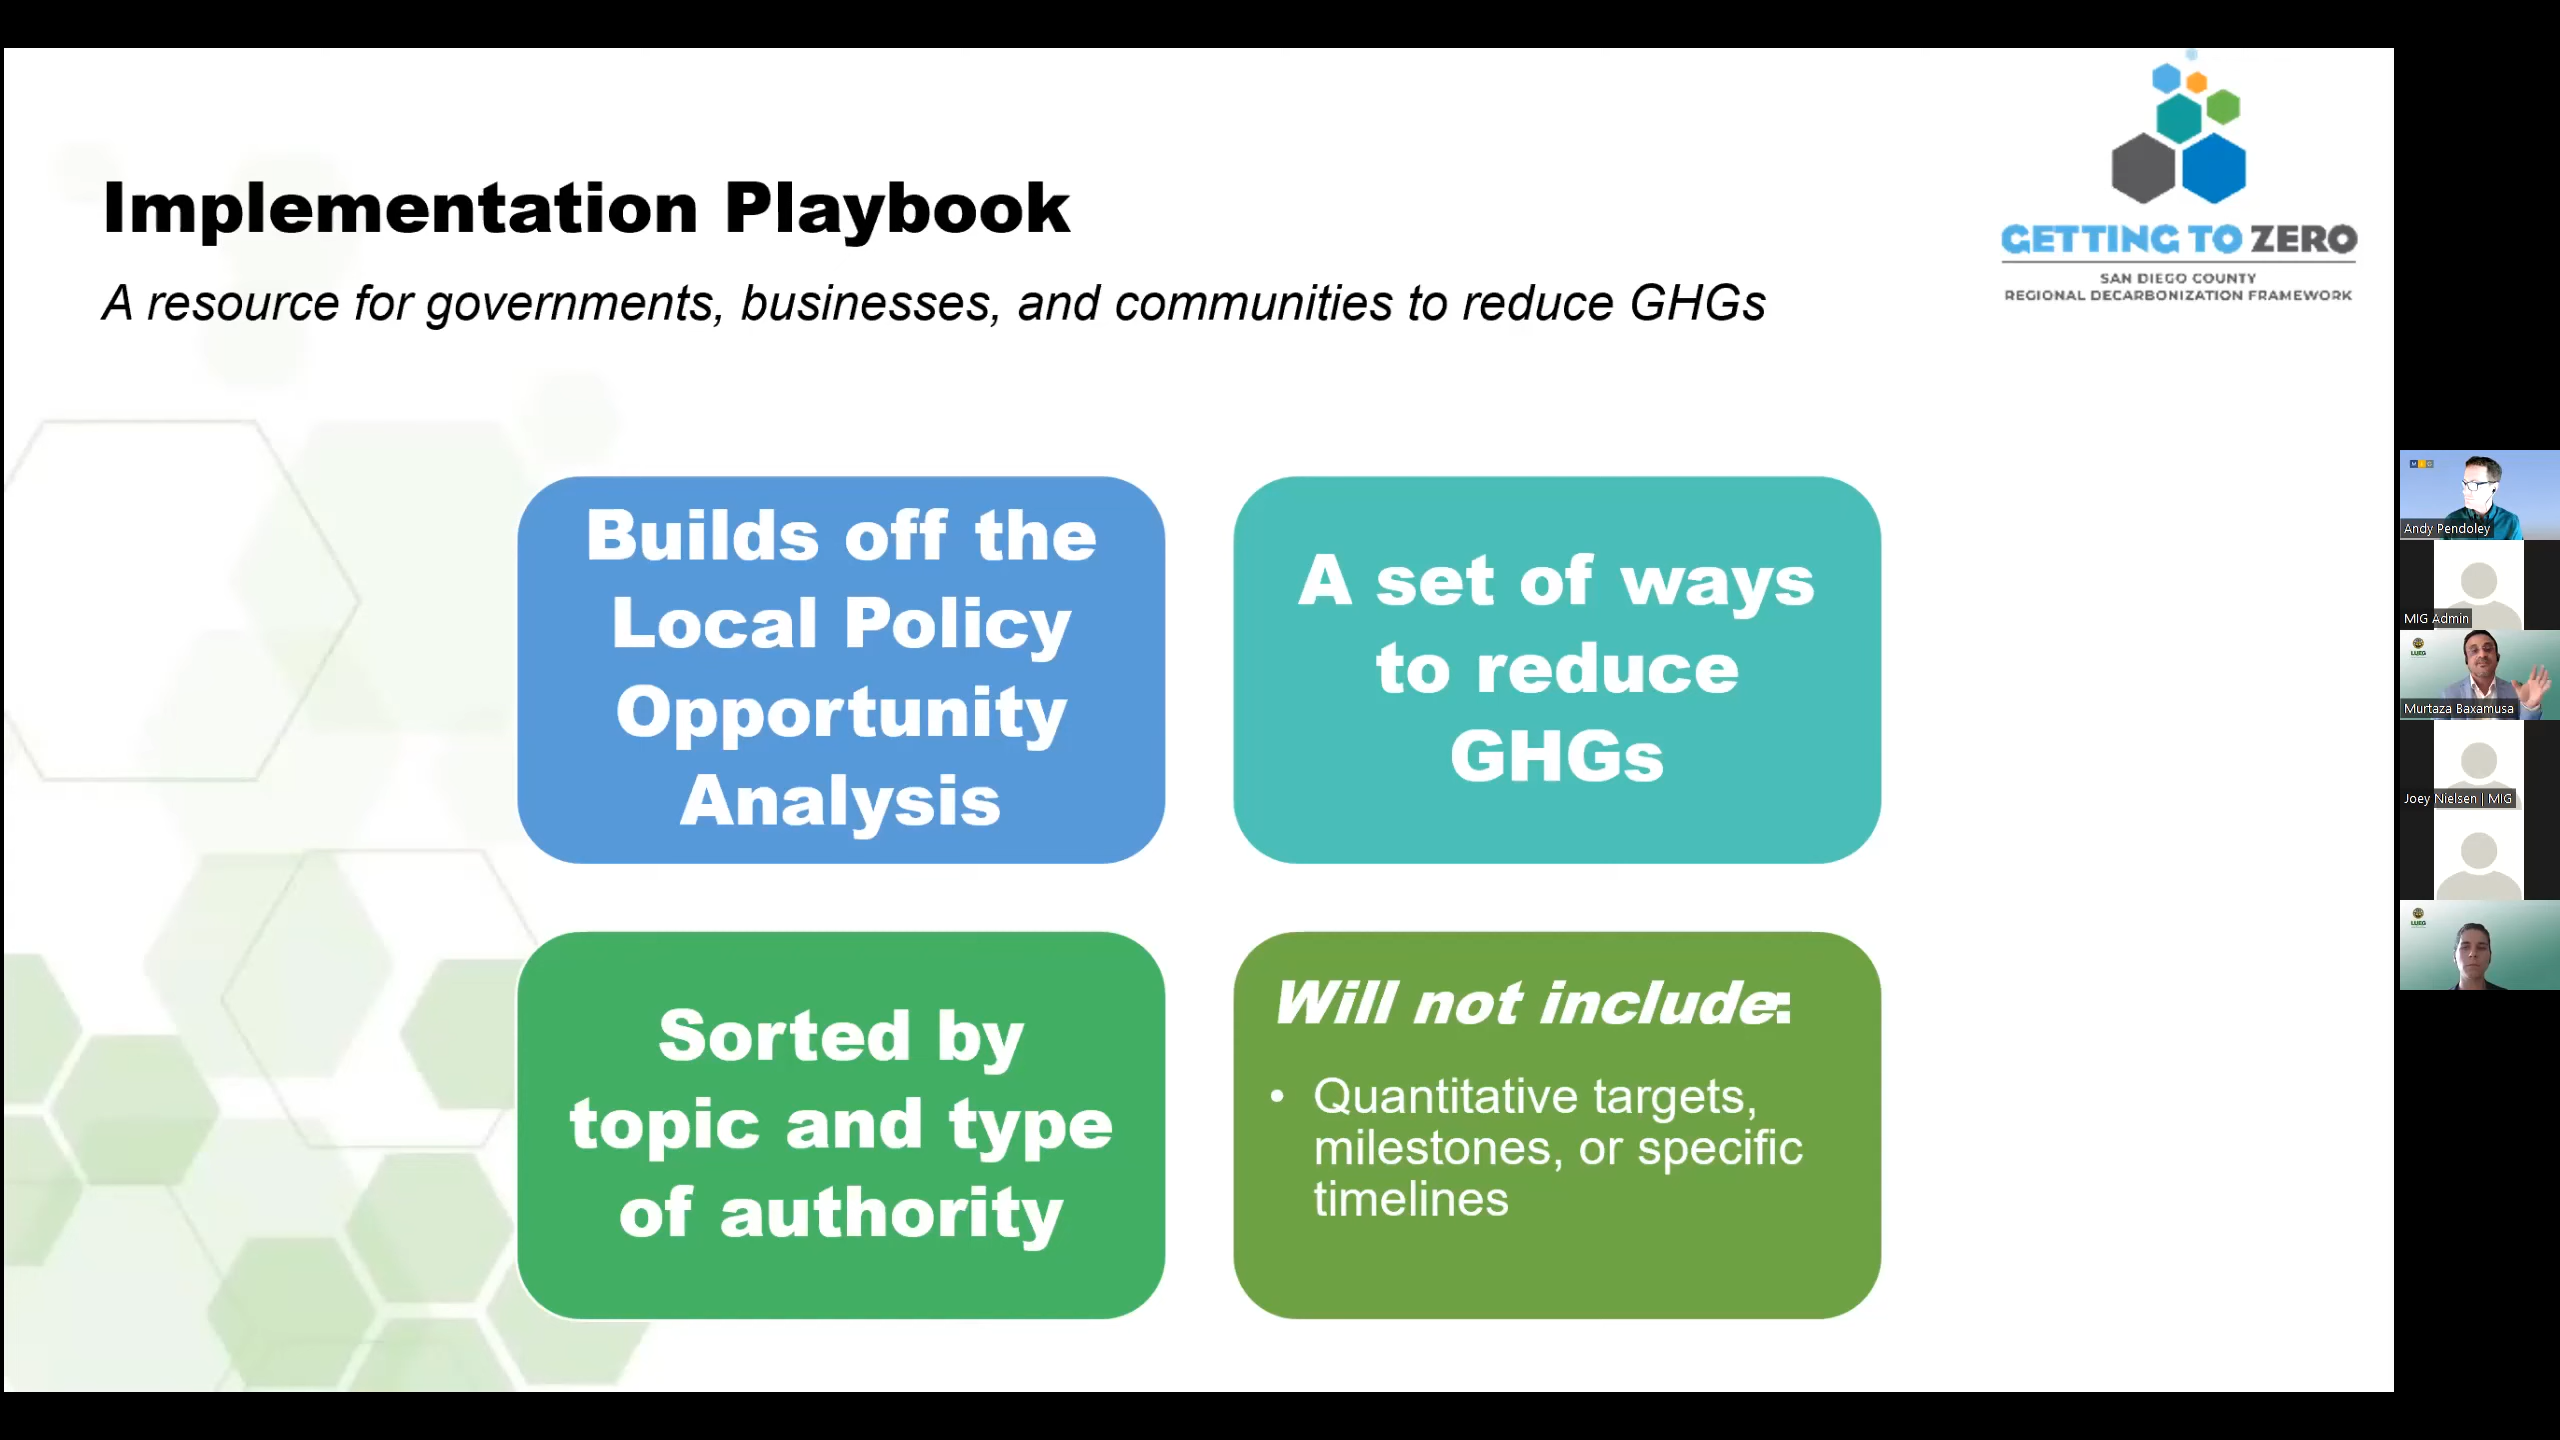 Implementation Playbook
A resource for governments, businesses, and communities to reduce GHGs
GETTING TO ZERO
SAN DIEGO COUNTY
REGIONAL DECARBONIZATION FRAMEWORK
Builds off the
Local Policy
Opportunity
Analysis
A set of ways
to reduce
GHGs
Sorted by
topic and type
of authority
Will not include:
• Quantitative targets,
milestones, or specific
timelines
MIG
Andy Pendoley
MIG Admin
LUEG
Murtaza Baxamusa
Joey Nielsen | MIG
LUEG